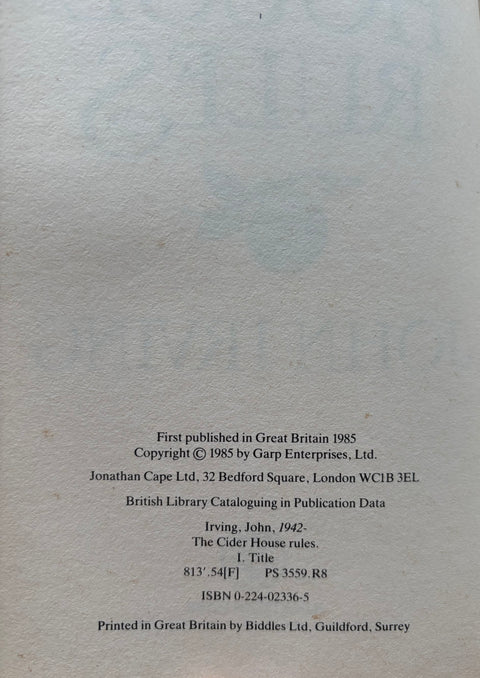 First published in Great Britain 1985
Copyright © 1985 by Garp Enterprises, Ltd.
Jonathan Cape Ltd, 32 Bedford Square, London WC1B 3EL
British Library Cataloguing in Publication Data
Irving, John, 1942-
The Cider House rules.
I. Title
813'.54[F] PS 3559.R8
ISBN 0-224-02336-5
Printed in Great Britain by Biddles Ltd, Guildford, Surrey